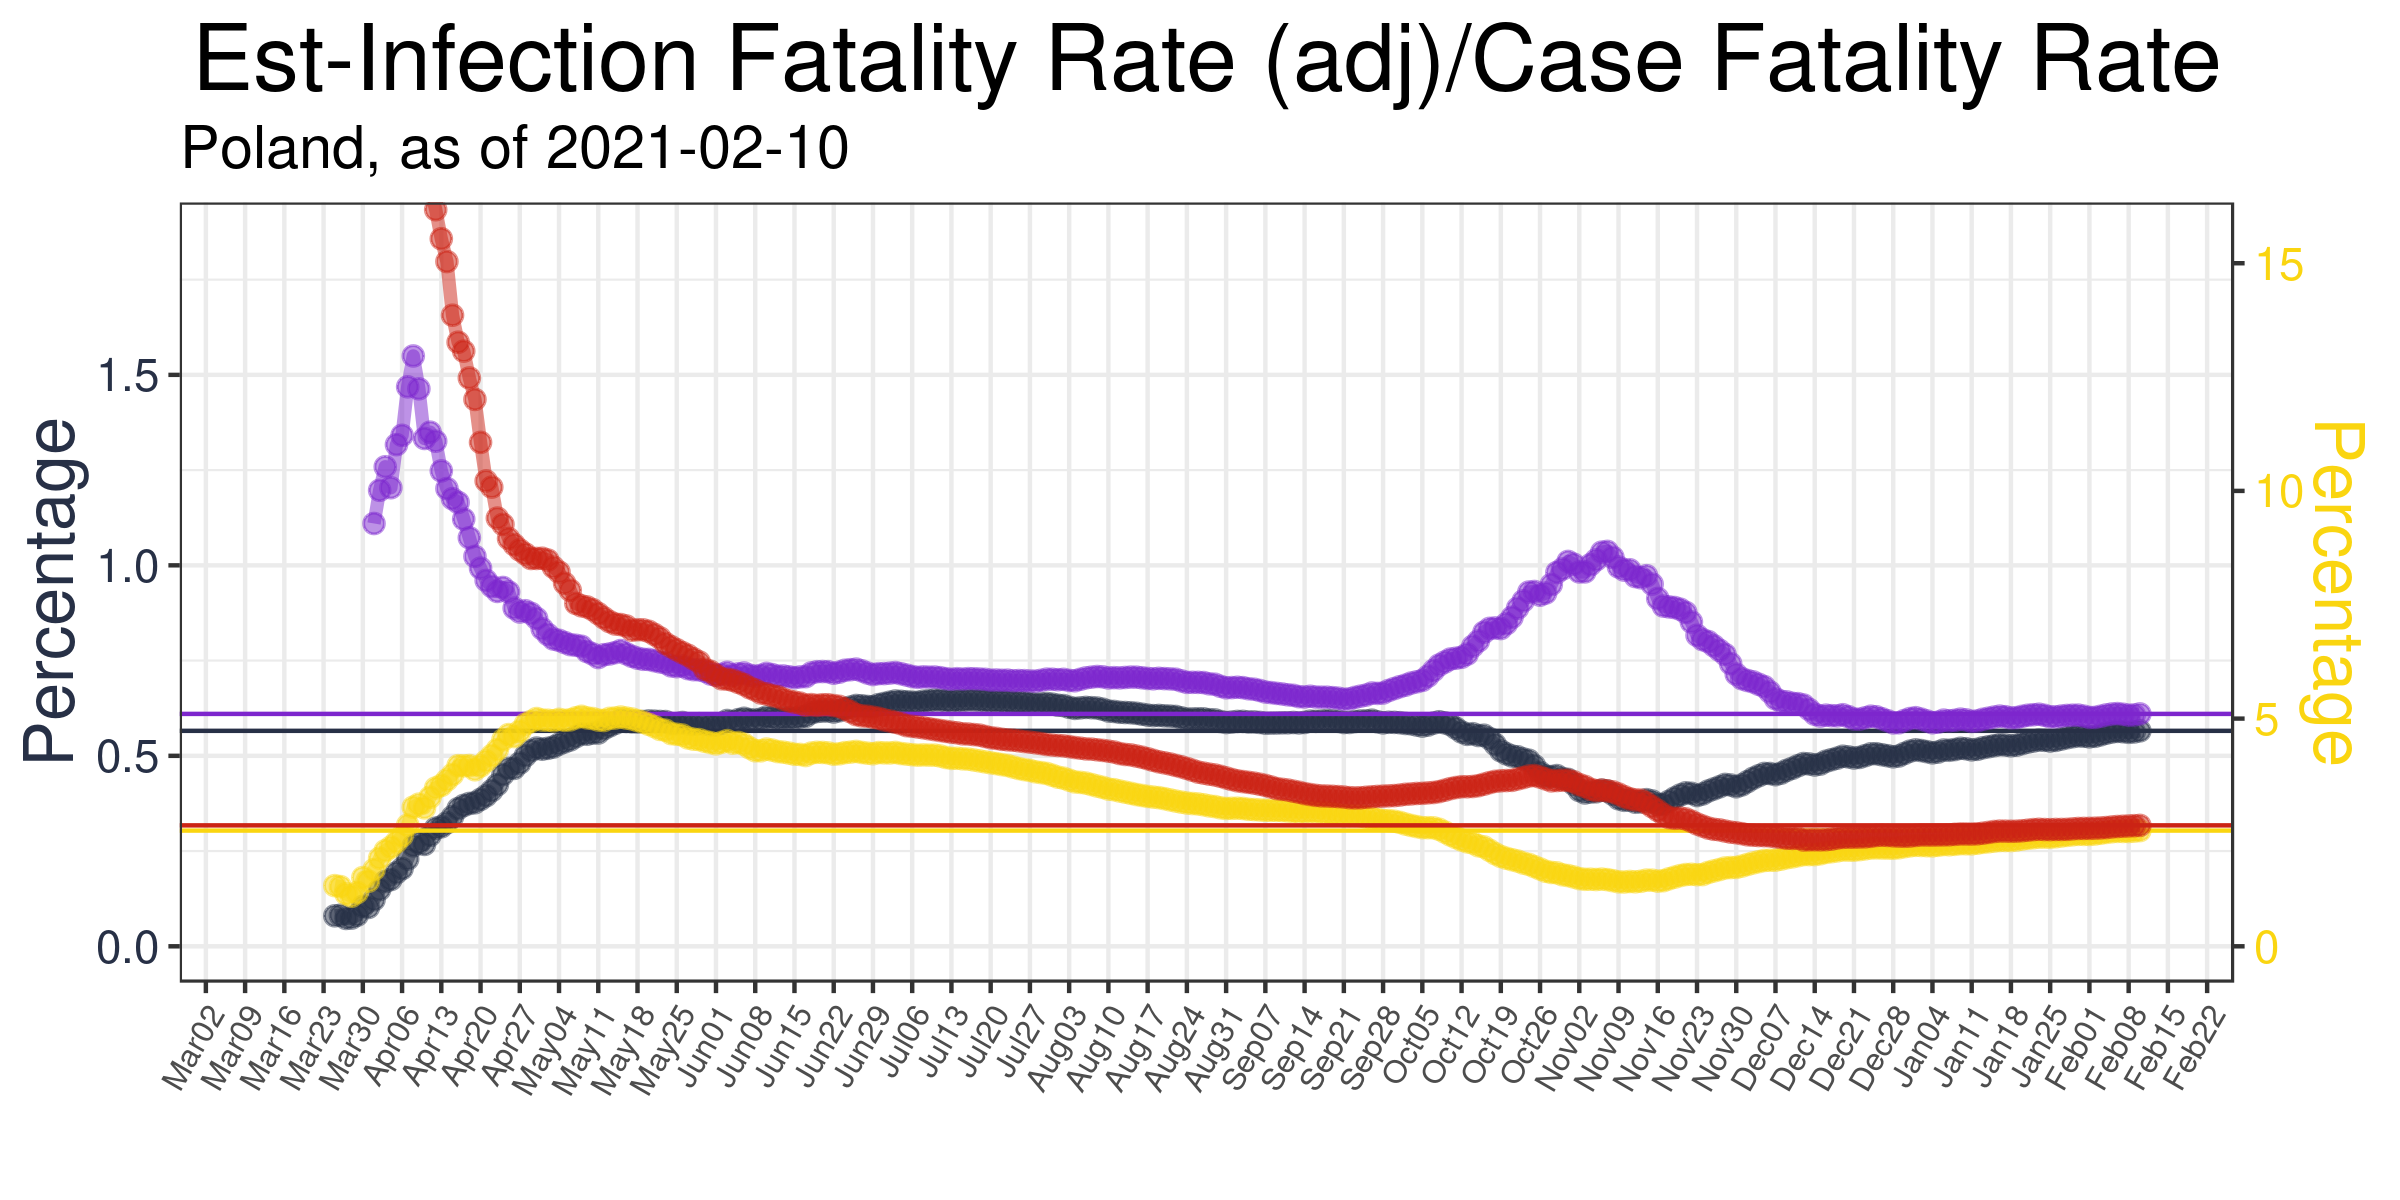 Est-Infection Fatality Rate (adj)/Case Fatality Rate
Poland, as of 2021-02-10
Percentage
1.5
1.0
0.5
0.0
15
10
5
0
Percentage
Mar02
Mar09
Mar16
Mar23
Mar30
Apr06
Apr13
Apr20
Apr27
May04
May11
May18
May25
Jun01
Jun08
Jun15
Jun22
Jun29
Jul06
Jul13
Jul20
Jul27
Aug03
Aug10
Aug17
Aug24
Aug31
Sep07
Sep14
Sep21
Sep28
Oct05
Oct12
Oct19
Oct26
Nov02
Nov09
Nov16
Nov23
Nov30
Dec07
Dec14
Dec21
Dec28
Jan04
Jan11
Jan18
Jan25
Feb01
Feb08
Feb15
Feb22